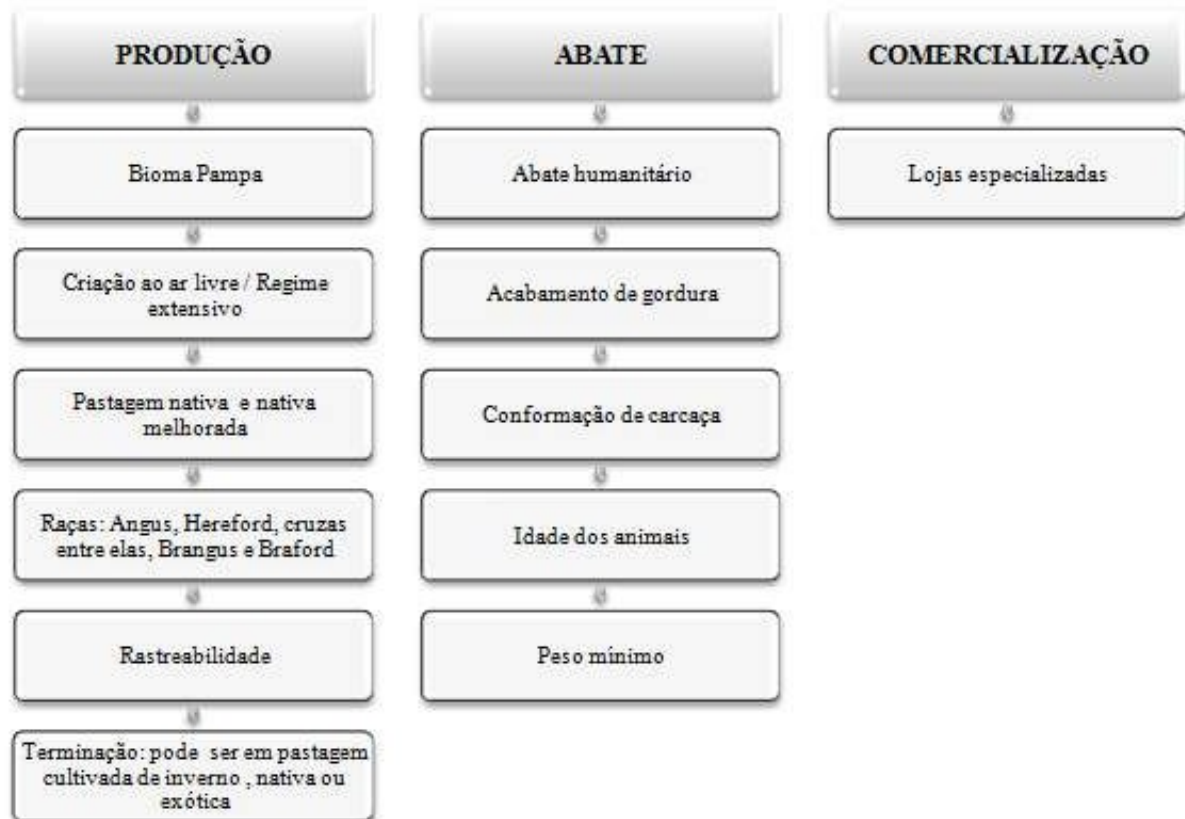 PRODUÇÃO
Bioma Pampa
Criação ao ar livre / Regime
extensivo
Pastagem nativa e nativa
melhorada
Raças: Angus, Hereford, cruzas
entre elas, Brangus e Braford
Rastreabilidade
Terminação: pode ser em pastagem
cultivada de inverno , nativa ou
exótica
ABATE
Abate humanitário
Acabamento de gordura
Conformação de carcaça
Idade dos animais
Peso mínimo
COMERCIALIZAÇÃO
Lojas especializadas